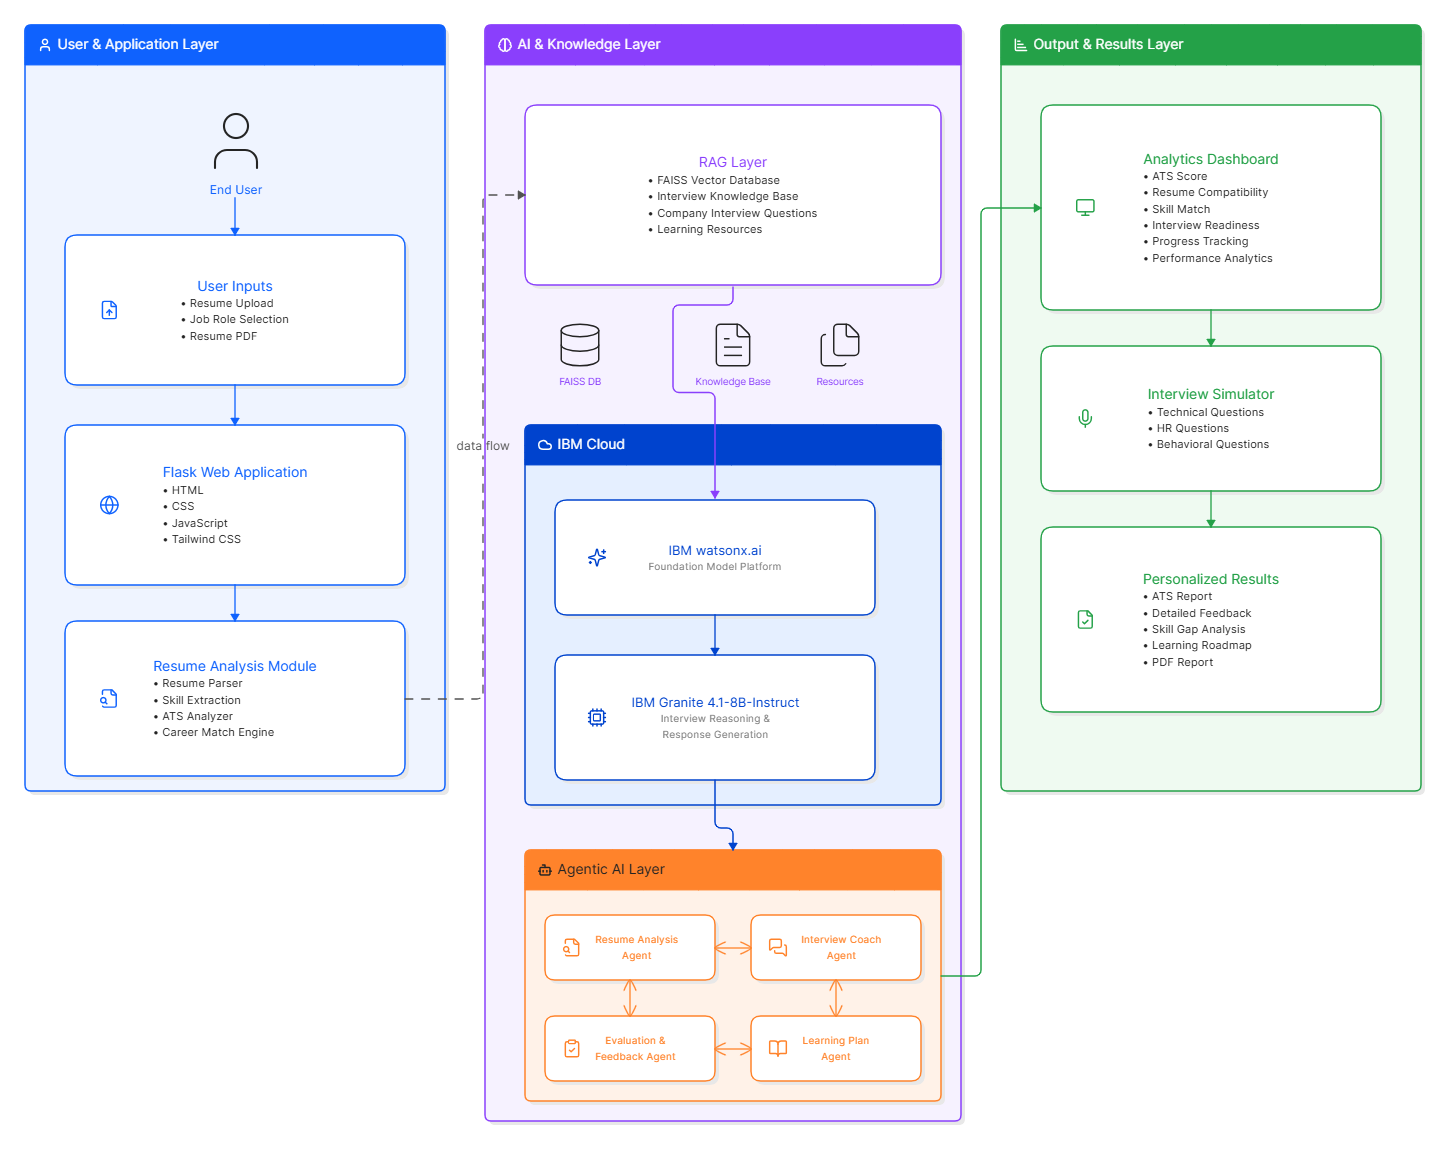 User & Application Layer
End User
User Inputs
• Resume Upload
• Job Role Selection
• Resume PDF
Flask Web Application
• HTML
• CSS
• JavaScript
• Tailwind CSS
Resume Analysis Module
• Resume Parser
• Skill Extraction
• ATS Analyzer
• Career Match Engine
data flow
AI & Knowledge Layer
RAG Layer
• FAISS Vector Database
• Interview Knowledge Base
• Company Interview Questions
• Learning Resources
FAISS DB
Knowledge Base
Resources
IBM Cloud
IBM watsonx.ai
Foundation Model Platform
IBM Granite 4.1-8B-Instruct
Interview Reasoning &
Response Generation
Agentic AI Layer
Resume Analysis
Agent
Interview Coach
Agent
Evaluation &
Feedback Agent
Learning Plan
Agent
Output & Results Layer
Analytics Dashboard
• ATS Score
• Resume Compatibility
• Skill Match
• Interview Readiness
• Progress Tracking
• Performance Analytics
Interview Simulator
• Technical Questions
• HR Questions
• Behavioral Questions
Personalized Results
• ATS Report
• Detailed Feedback
• Skill Gap Analysis
• Learning Roadmap
• PDF Report